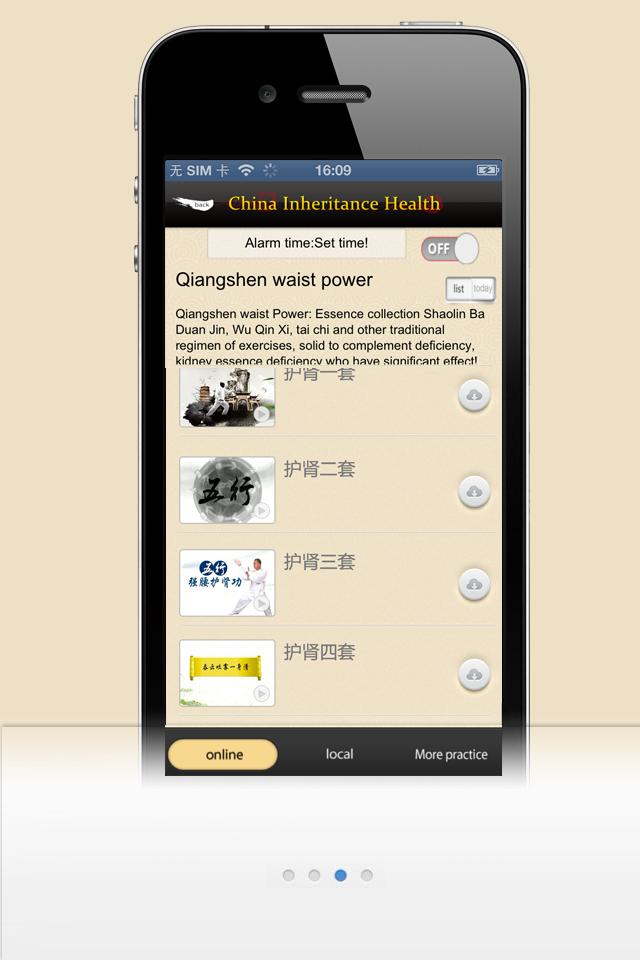 无 SIM 卡
16:09
back
China Inheritance Health
Alarm time:Set time!
OFF
Qiangshen waist power
list today
Qiangshen waist Power: Essence collection Shaolin Ba
Duan Jin, Wu Qin Xi, tai chi and other traditional
regimen of exercises, solid to complement deficiency,
kidney essence deficiency who have significant effect!
护肾一套
五行
护肾二套
五行
强腰护肾功
护肾三套
护肾四套
online
local
More practice